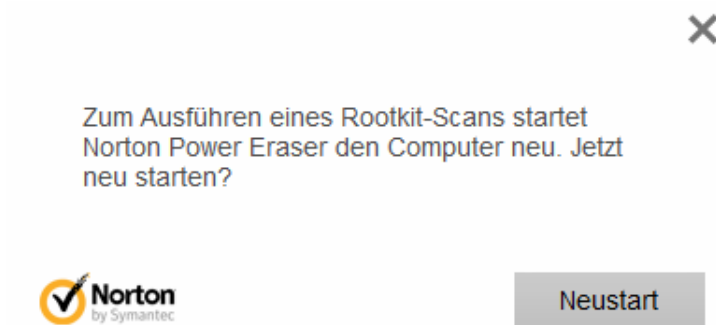 Zum Ausführen eines Rootkit-Scans startet
Norton Power Eraser den Computer neu. Jetzt
neu starten?
Norton
by Symantec
Neustart